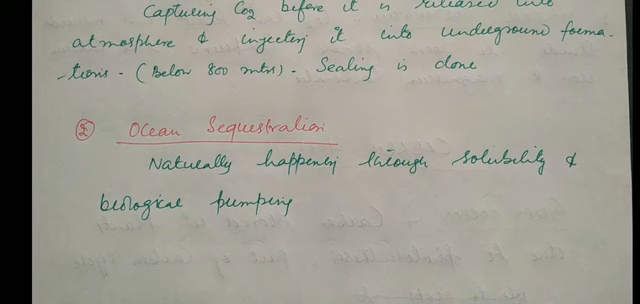 Capturing Co2 before it is released into
atmosphere & injecting it into underground forma-
-tions - (Below 800 mtrs). Sealing is done
② Ocean Sequestration
Naturally happening through solubility &
biological pumping